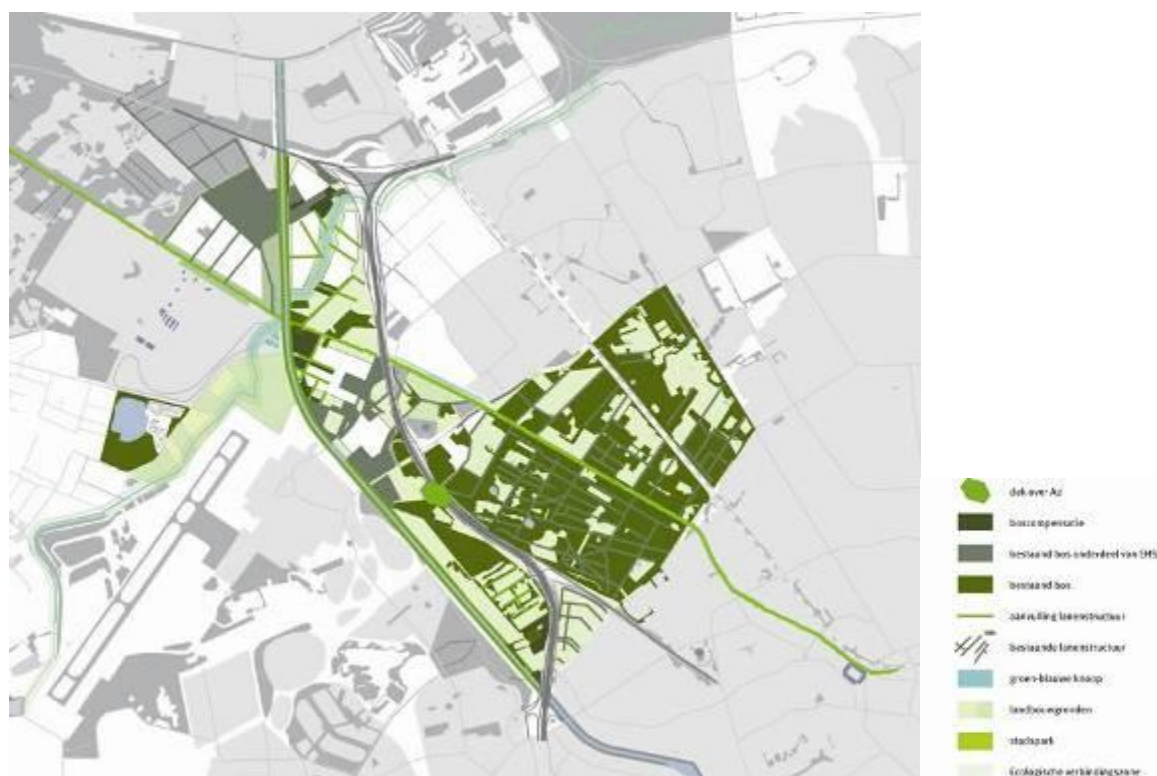 dek over A2
boscompensatie
bestaand bos onderdeel van EHS
bestaand bos
aanvulling lanenstructuur
bestaande lanenstructuur
groen-blauwe knoop
landbouwgronden
stadspark
Ecologische verbindingszone